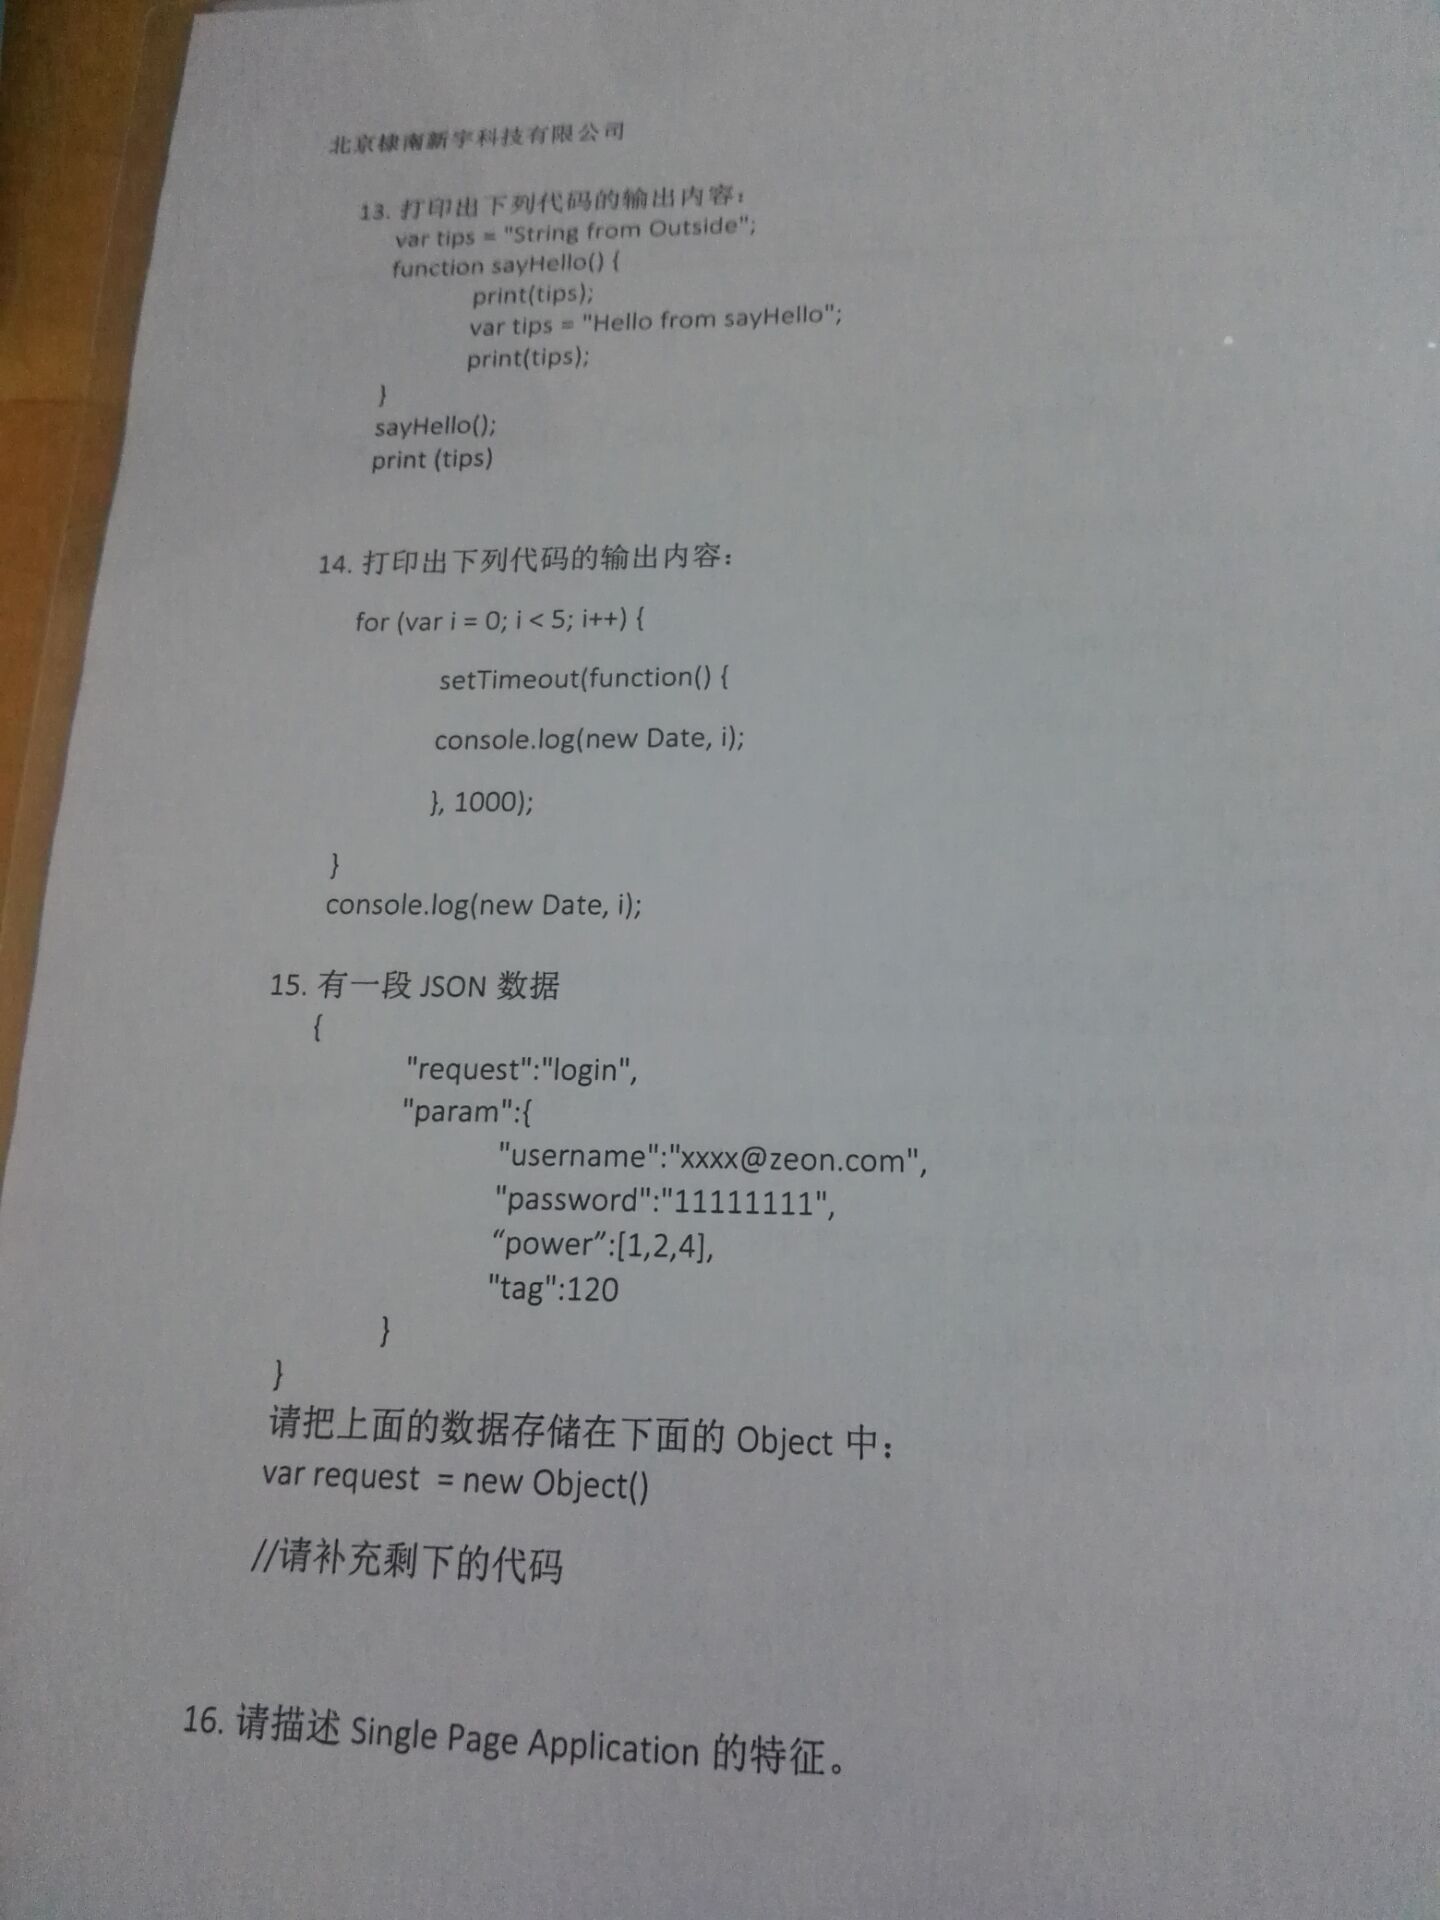 北京棣南新宇科技有限公司
13. 打印出下列代码的输出内容：
var tips = "String from Outside";
function sayHello() {
print(tips);
var tips = "Hello from sayHello";
print(tips);
}
sayHello();
print (tips)
14. 打印出下列代码的输出内容：
for (var i = 0; i < 5; i++) {
setTimeout(function() {
console.log(new Date, i);
}, 1000);
}
console.log(new Date, i);
15. 有一段 JSON 数据
{
"request":"login",
"param":{
"username":"xxxx@zeon.com",
"password":"11111111",
“power”:[1,2,4],
"tag":120
}
}
请把上面的数据存储在下面的 Object 中：
var request = new Object()
//请补充剩下的代码
16. 请描述 Single Page Application 的特征。